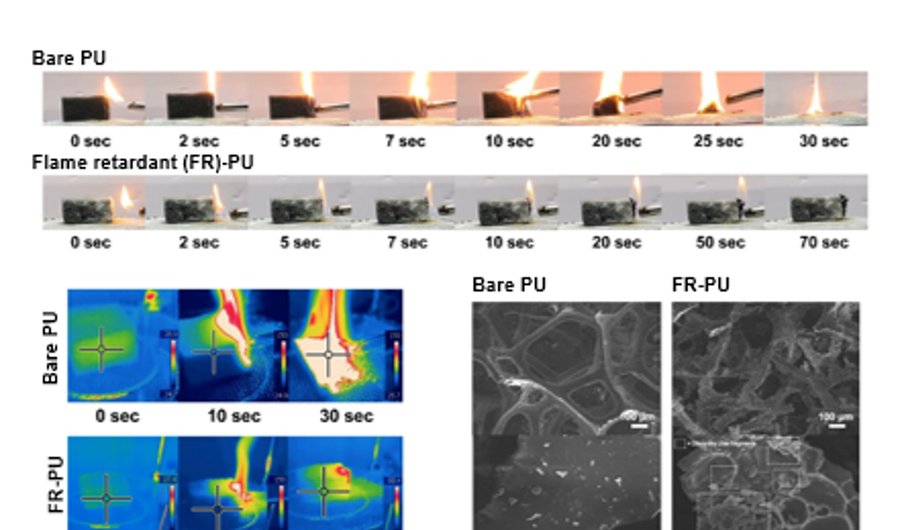 Bare PU
0 sec 2 sec 5 sec 7 sec 10 sec 20 sec 25 sec 30 sec
Flame retardant (FR)-PU
0 sec 2 sec 5 sec 7 sec 10 sec 20 sec 50 sec 70 sec
Bare PU FR-PU
Bare PU
100 µm
0 sec 10 sec 30 sec
FR-PU